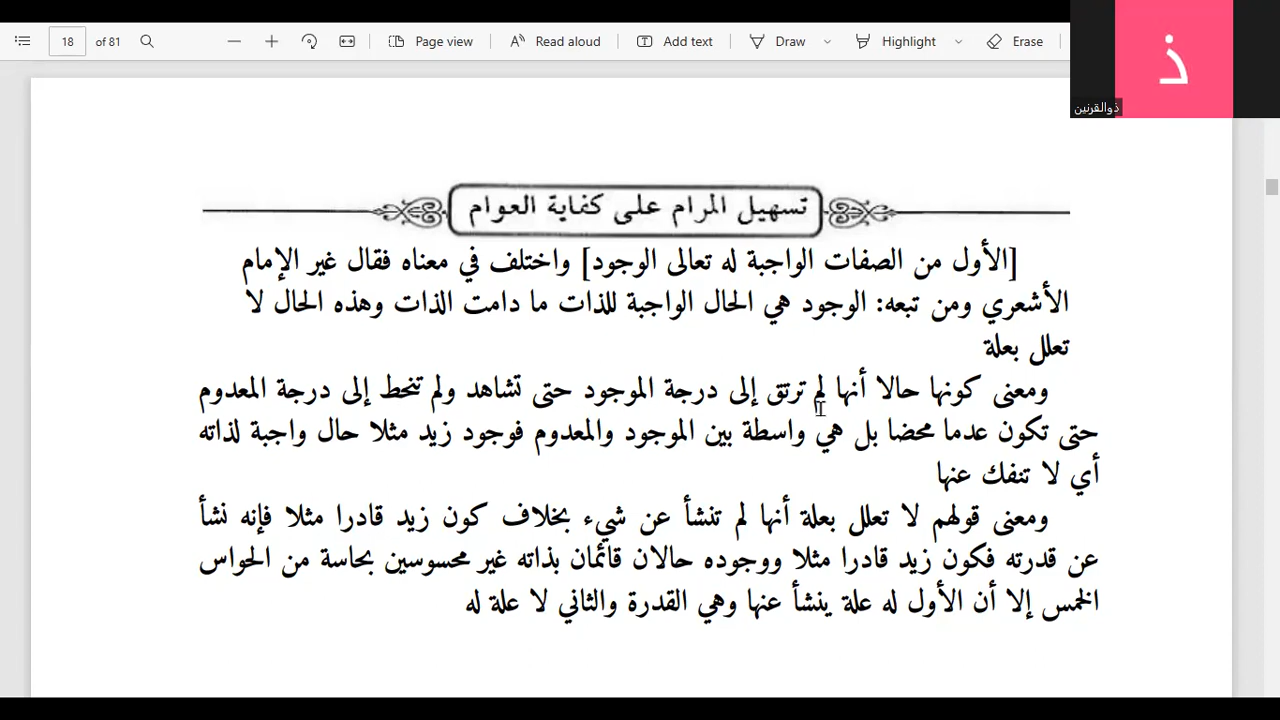 18 of 81 Page view Read aloud Add text Draw Highlight Erase
ذ
ذوالقرنين
تسهيل المرام على كفاية العوام
[الأول من الصفات الواجبة له تعالى الوجود] واختلف في معناه فقال غير الإمام
الأشعري ومن تبعه: الوجود هي الحال الواجبة للذات ما دامت الذات وهذه الحال لا
تعلل بعلة
ومعنى كونها حالا أنها لم ترتق إلى درجة الموجود حتى تشاهد ولم تنحط إلى درجة المعدوم
حتى تكون عدما محضا بل هي واسطة بين الموجود والمعدوم فوجود زيد مثلا حال واجبة لذاته
أي لا تنفك عنها
ومعنى قولهم لا تعلل بعلة أنها لم تنشأ عن شيء بخلاف كون زيد قادرا مثلا فإنه نشأ
عن قدرته فكون زيد قادرا مثلا ووجوده حالان قائمان بذاته غير محسوسين بحاسة من الحواس
الخمس إلا أن الأول له علة ينشأ عنها وهي القدرة والثاني لا علة له